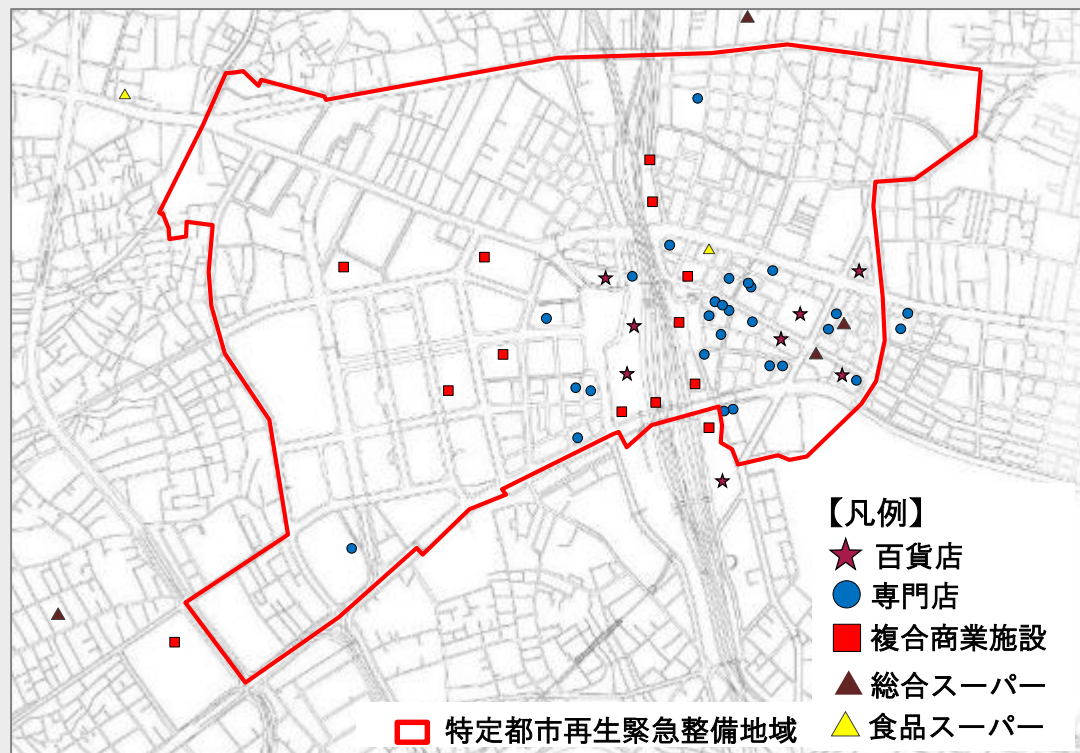 【凡例】
百貨店
専門店
複合商業施設
総合スーパー
食品スーパー
特定都市再生緊急整備地域